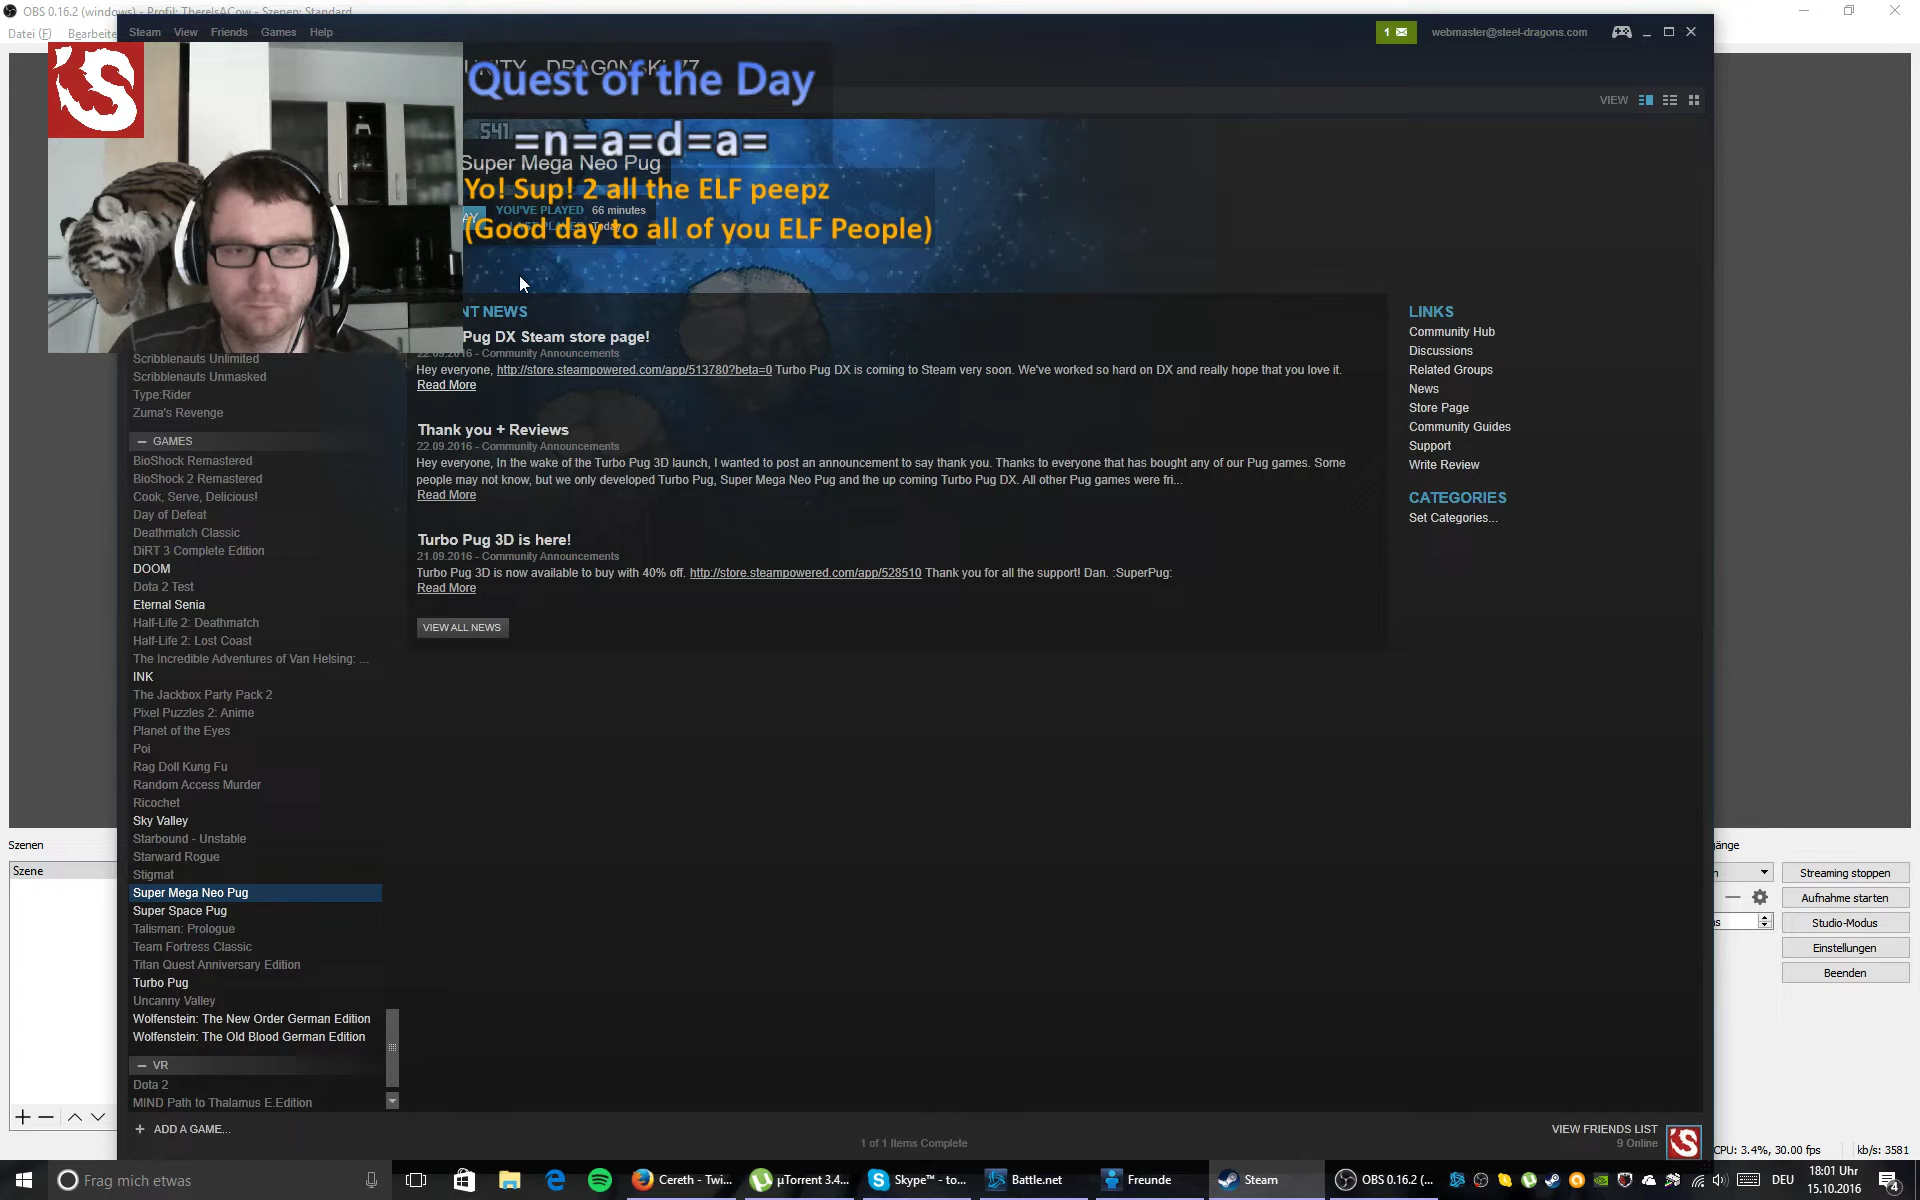 OBS 0.16.2 (windows) - Profil: ThereIsACow - Szenen: Standard
Datei (F) Bearbeite
Steam View Friends Games Help
1
webmaster@steel-dragons.com
DRAG0NSKULL77
VIEW
Quest of the Day
=n=a=d=a=
541
Super Mega Neo Pug
Yo! Sup! 2 all the ELF peepz
YOU'VE PLAYED 66 minutes
Today
(Good day to all of you ELF People)
NT NEWS
Pug DX Steam store page!
22.09.2016 - Community Announcements
Hey everyone, http://store.steampowered.com/app/513780?beta=0 Turbo Pug DX is coming to Steam very soon. We've worked so hard on DX and really hope that you love it.
Read More
Thank you + Reviews
22.09.2016 - Community Announcements
Hey everyone, In the wake of the Turbo Pug 3D launch, I wanted to post an announcement to say thank you. Thanks to everyone that has bought any of our Pug games. Some
people may not know, but we only developed Turbo Pug, Super Mega Neo Pug and the up coming Turbo Pug DX. All other Pug games were fri...
Read More
Turbo Pug 3D is here!
21.09.2016 - Community Announcements
Turbo Pug 3D is now available to buy with 40% off. http://store.steampowered.com/app/528510 Thank you for all the support! Dan. :SuperPug:
Read More
VIEW ALL NEWS
LINKS
Community Hub
Discussions
Related Groups
News
Store Page
Community Guides
Support
Write Review
CATEGORIES
Set Categories...
Scribblenauts Unlimited
Scribblenauts Unmasked
Type:Rider
Zuma's Revenge
— GAMES
BioShock Remastered
BioShock 2 Remastered
Cook, Serve, Delicious!
Day of Defeat
Deathmatch Classic
DiRT 3 Complete Edition
DOOM
Dota 2 Test
Eternal Senia
Half-Life 2: Deathmatch
Half-Life 2: Lost Coast
The Incredible Adventures of Van Helsing: ...
INK
The Jackbox Party Pack 2
Pixel Puzzles 2: Anime
Planet of the Eyes
Poi
Rag Doll Kung Fu
Random Access Murder
Ricochet
Sky Valley
Starbound - Unstable
Starward Rogue
Stigmat
Super Mega Neo Pug
Super Space Pug
Talisman: Prologue
Team Fortress Classic
Titan Quest Anniversary Edition
Turbo Pug
Uncanny Valley
Wolfenstein: The New Order German Edition
Wolfenstein: The Old Blood German Edition
— VR
Dota 2
MIND Path to Thalamus E.Edition
+ ADD A GAME...
1 of 1 Items Complete
VIEW FRIENDS LIST
9 Online
Szenen
Szene
änge
Streaming stoppen
Aufnahme starten
Studio-Modus
Einstellungen
Beenden
CPU: 3.4%, 30.00 fps kb/s: 3581
Frag mich etwas
Cereth - Twi...
µTorrent 3.4...
Skype™ - to...
Battle.net
Freunde
Steam
OBS 0.16.2 (...
DEU
18:01 Uhr
15.10.2016
4